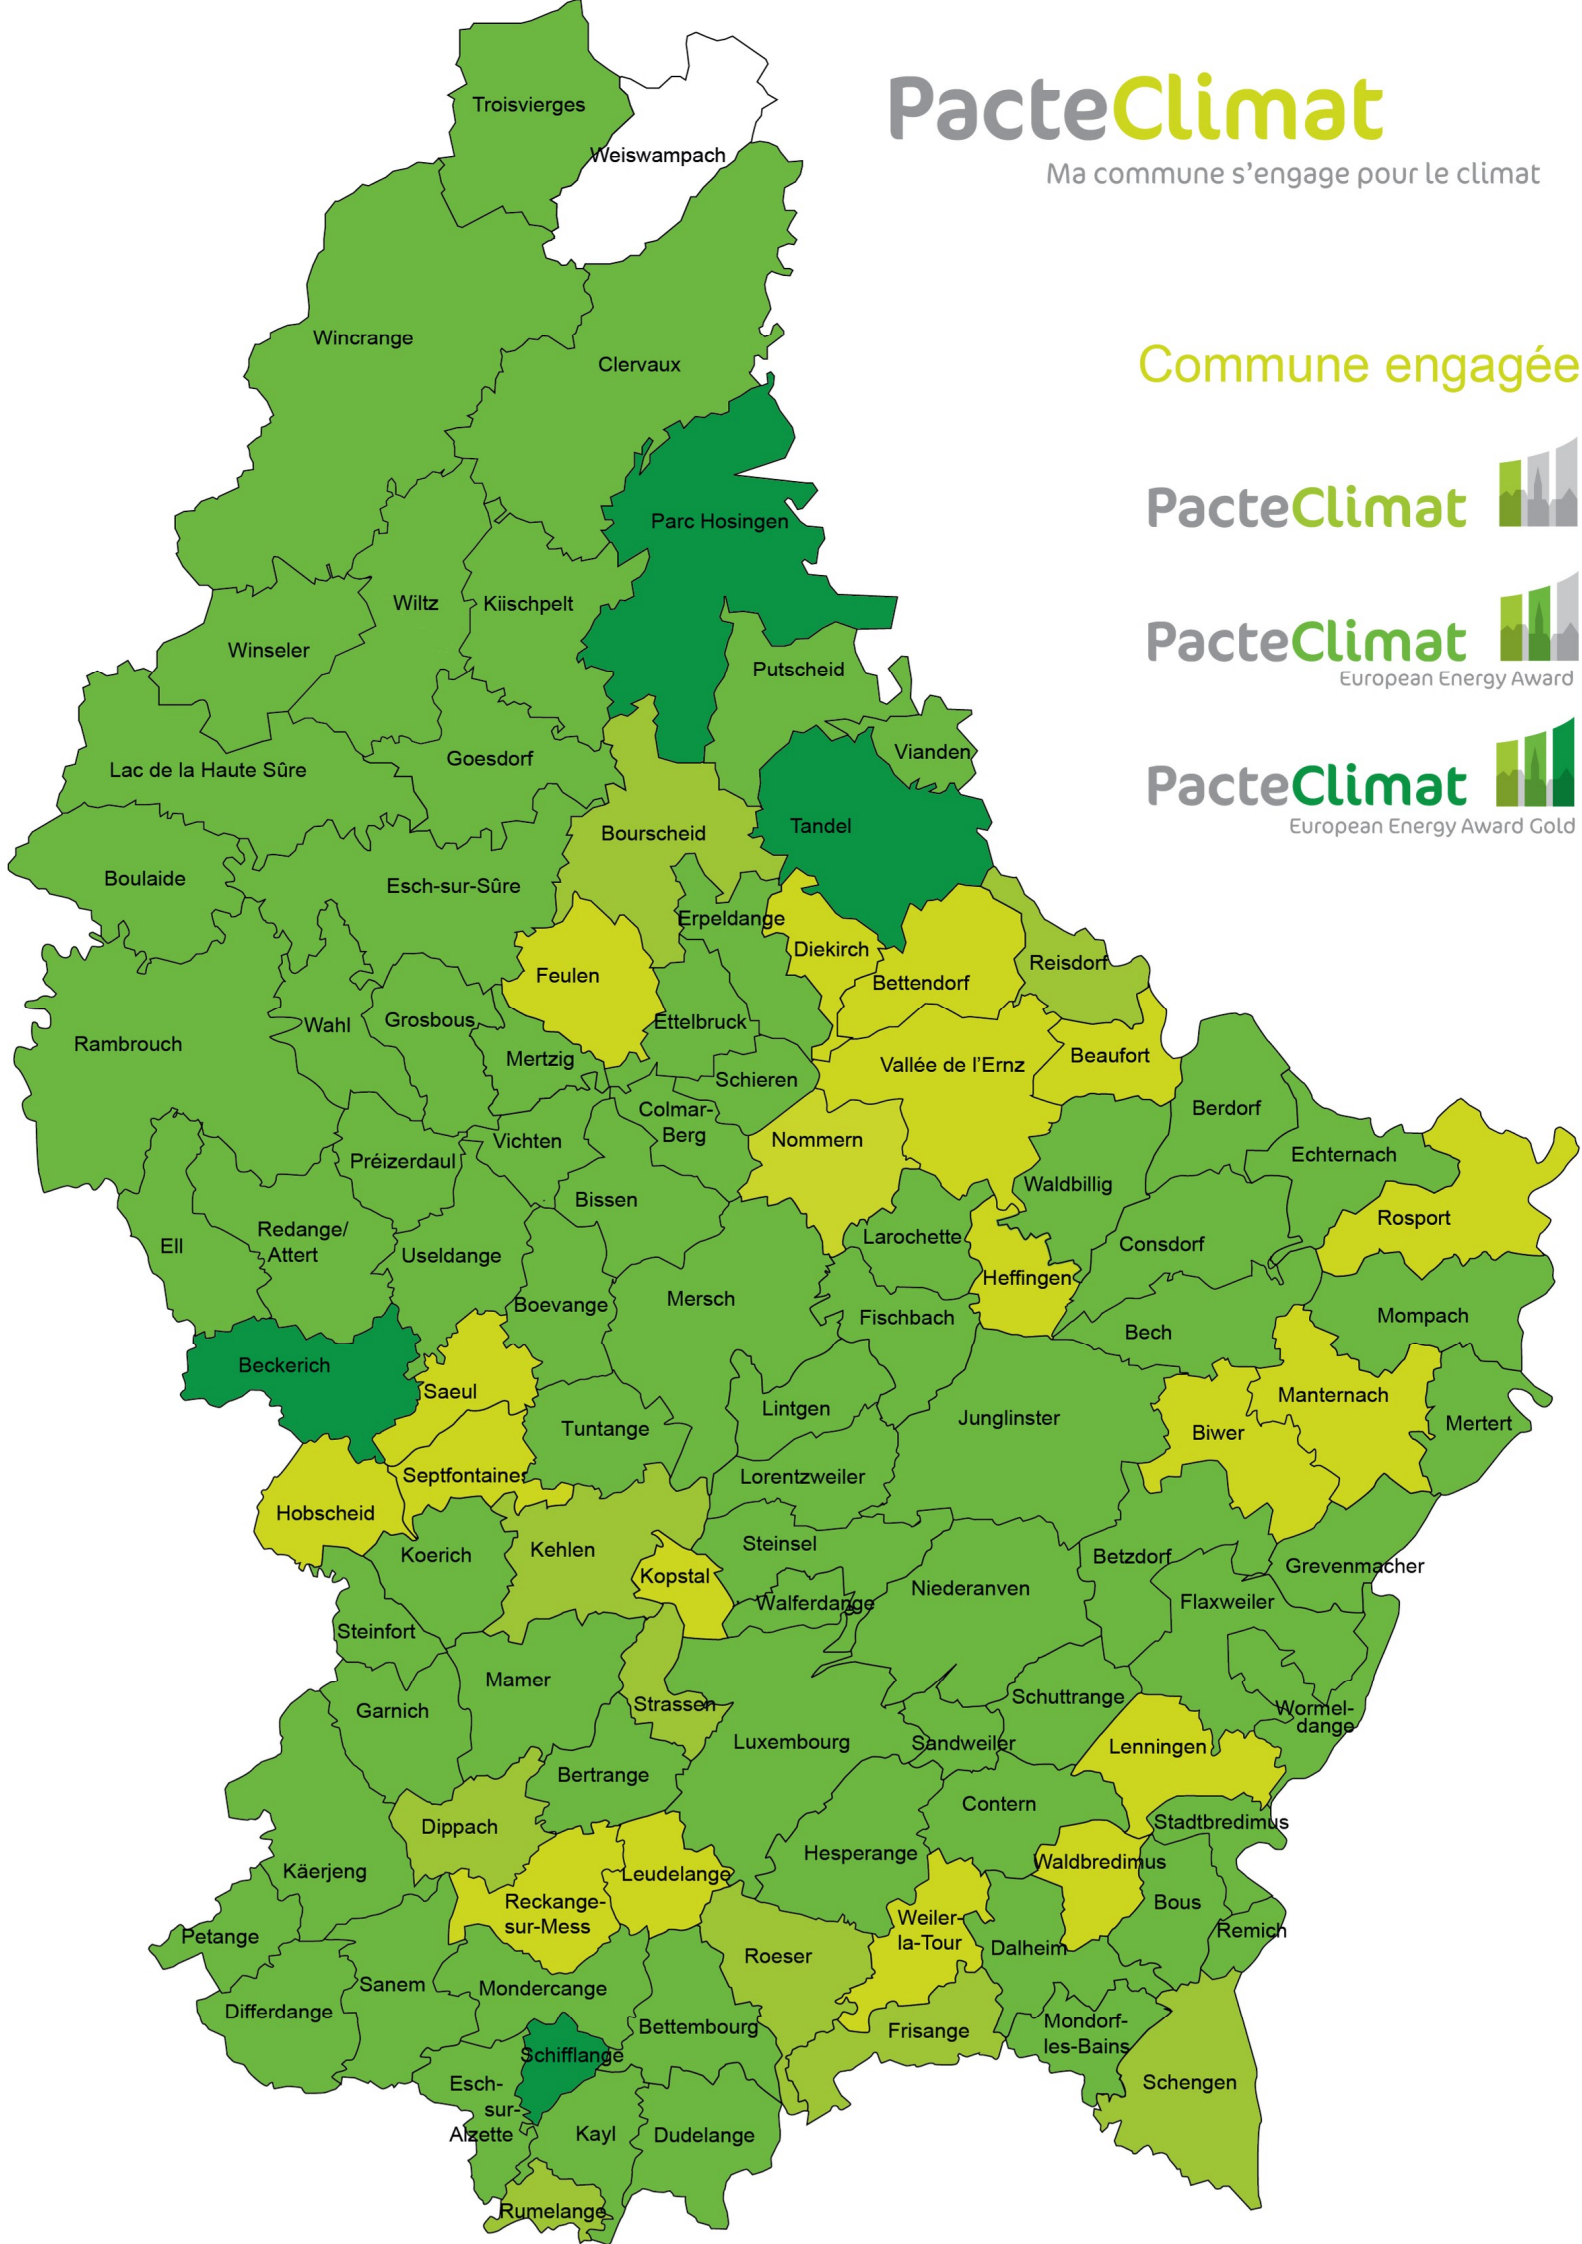 PacteClimat
Ma commune s'engage pour le climat
Commune engagée
PacteClimat
PacteClimat
European Energy Award
PacteClimat
European Energy Award Gold
Troisvierges
Weiswampach
Wincrange
Clervaux
Parc Hosingen
Wiltz
Kiischpelt
Winseler
Putscheid
Vianden
Goesdorf
Lac de la Haute Sûre
Tandel
Bourscheid
Boulaide
Esch-sur-Sûre
Erpeldange
Diekirch
Reisdorf
Feulen
Bettendorf
Ettelbruck
Grosbous
Wahl
Rambrouch
Mertzig
Beaufort
Vallée de l'Ernz
Schieren
Colmar-
Berg
Berdorf
Nommern
Vichten
Echternach
Préizerdaul
Waldbillig
Bissen
Rosport
Redange/
Attert
Larochette
Consdorf
Ell
Useldange
Heffingen
Mersch
Boevange
Mompach
Fischbach
Bech
Beckerich
Saeul
Manternach
Lintgen
Junglinster
Mertert
Tuntange
Biwer
Septfontaines
Lorentzweiler
Hobscheid
Steinsel
Kehlen
Koerich
Betzdorf
Grevenmacher
Kopstal
Niederanven
Walferdange
Flaxweiler
Steinfort
Mamer
Schuttrange
Strassen
Garnich
Wormel-
dange
Luxembourg
Sandweiler
Lenningen
Bertrange
Contern
Stadtbredimus
Dippach
Hesperange
Waldbredimus
Käerjeng
Leudelange
Reckange-
sur-Mess
Bous
Weiler-
la-Tour
Remich
Petange
Dalheim
Roeser
Sanem
Mondercange
Differdange
Mondorf-
les-Bains
Bettembourg
Frisange
Schifflange
Esch-
sur-
Alzette
Schengen
Kayl
Dudelange
Rumelange